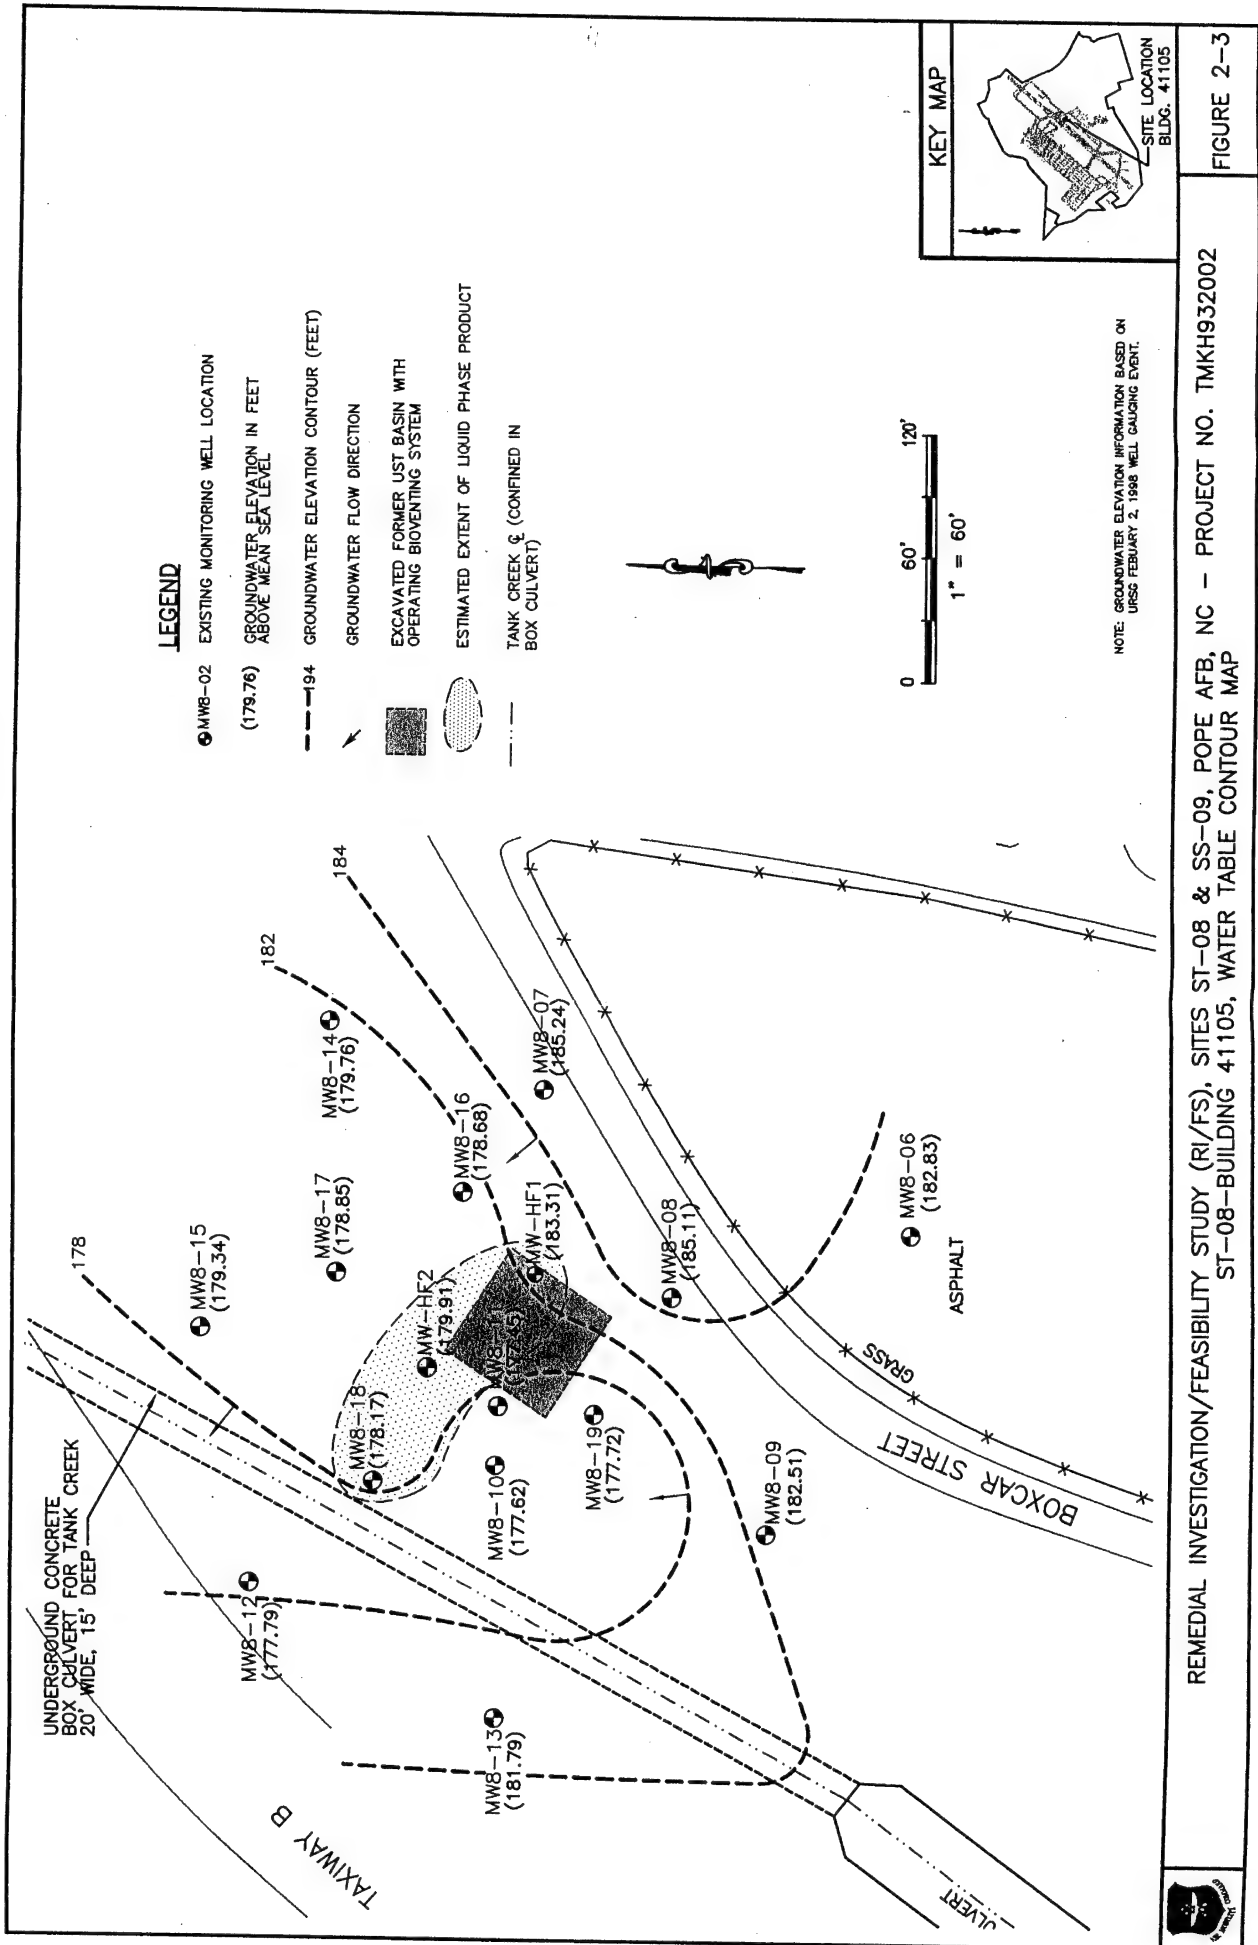 UNDERGROUND CONCRETE
BOX CULVERT FOR TANK CREEK
20' WIDE, 15' DEEP
TAXIWAY B
178
182
184
MW8-15
(179.34)
MW8-17
(178.85)
MW8-14
(179.76)
MW8-16
(178.68)
MW8-07
(185.24)
MW-HF1
(183.31)
MW-HF2
(179.91)
MW8-11
(177.45)
MW8-18
(178.17)
MW8-10
(177.62)
MW8-19
(177.72)
MW8-12
(177.79)
MW8-13
(181.79)
MW8-09
(182.51)
MW8-08
(185.11)
MW8-06
(182.83)
ASPHALT
GRASS
BOXCAR STREET
ULVERT
LEGEND
MW8-02 EXISTING MONITORING WELL LOCATION
(179.76) GROUNDWATER ELEVATION IN FEET
ABOVE MEAN SEA LEVEL
194 GROUNDWATER ELEVATION CONTOUR (FEET)
GROUNDWATER FLOW DIRECTION
EXCAVATED FORMER UST BASIN WITH
OPERATING BIOVENTING SYSTEM
ESTIMATED EXTENT OF LIQUID PHASE PRODUCT
TANK CREEK ℄ (CONFINED IN
BOX CULVERT)
0 60' 120'
1" = 60'
NOTE: GROUNDWATER ELEVATION INFORMATION BASED ON
URSG FEBUARY 2, 1998 WELL GAUGING EVENT.
KEY MAP
SITE LOCATION
BLDG. 41105
REMEDIAL INVESTIGATION/FEASIBILITY STUDY (RI/FS), SITES ST-08 & SS-09, POPE AFB, NC - PROJECT NO. TMKH932002
ST-08-BUILDING 41105, WATER TABLE CONTOUR MAP
FIGURE 2-3